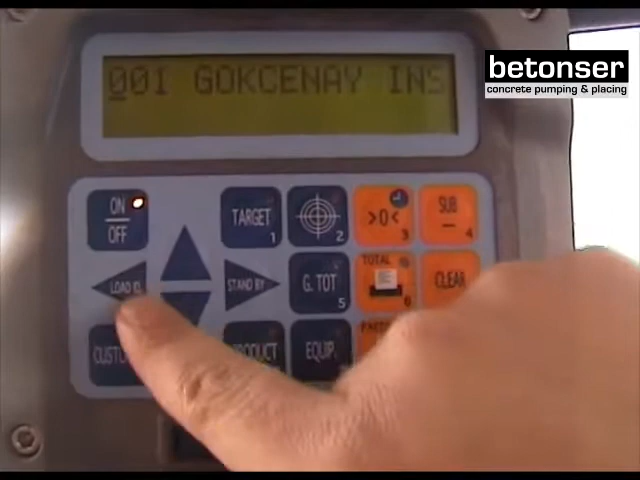 betonser
concrete pumping & placing
001 GOKCENAY INS
ON
OFF
TARGET
1
2
>0<
3
SUB
-
4
LOAD
STAND BY
G. TOT
5
TOTAL
6
CLEAR
EQUIP.